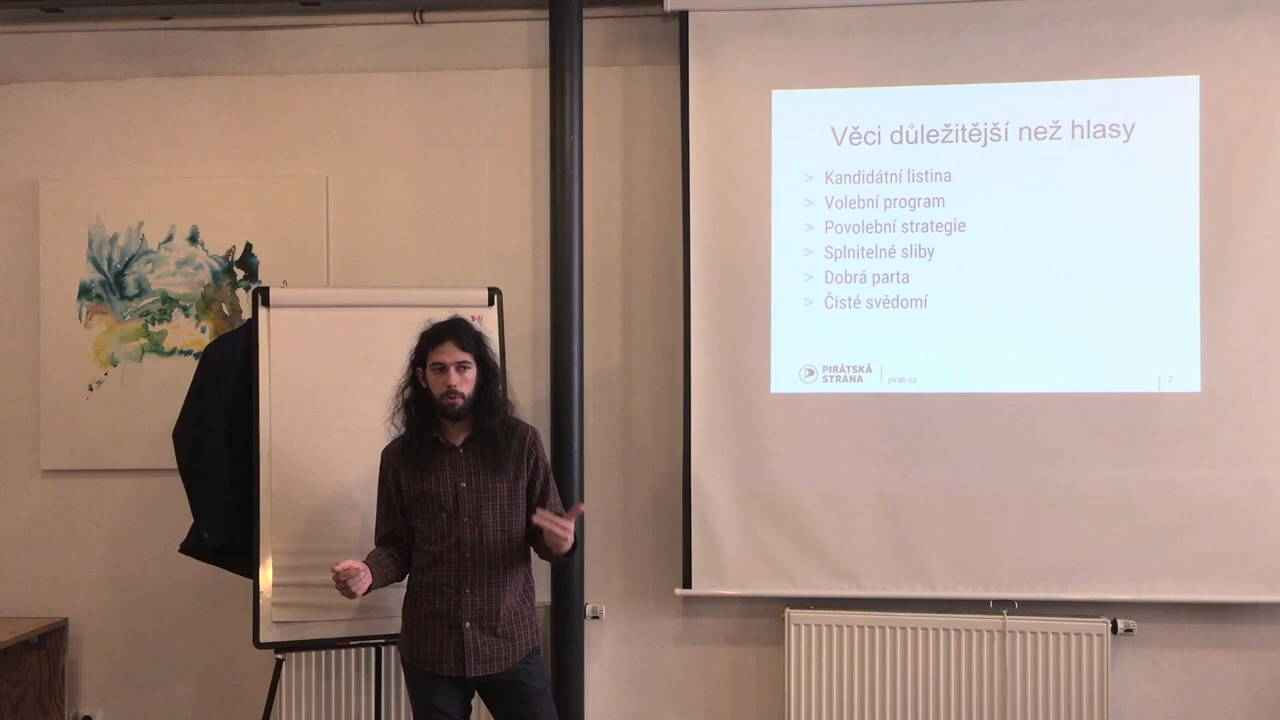 Věci důležitější než hlasy
> Kandidátní listina
> Volební program
> Povolební strategie
> Splnitelné sliby
> Dobrá parta
> Čisté svědomí
PIRÁTSKÁ
STRANA
pirati.cz
2